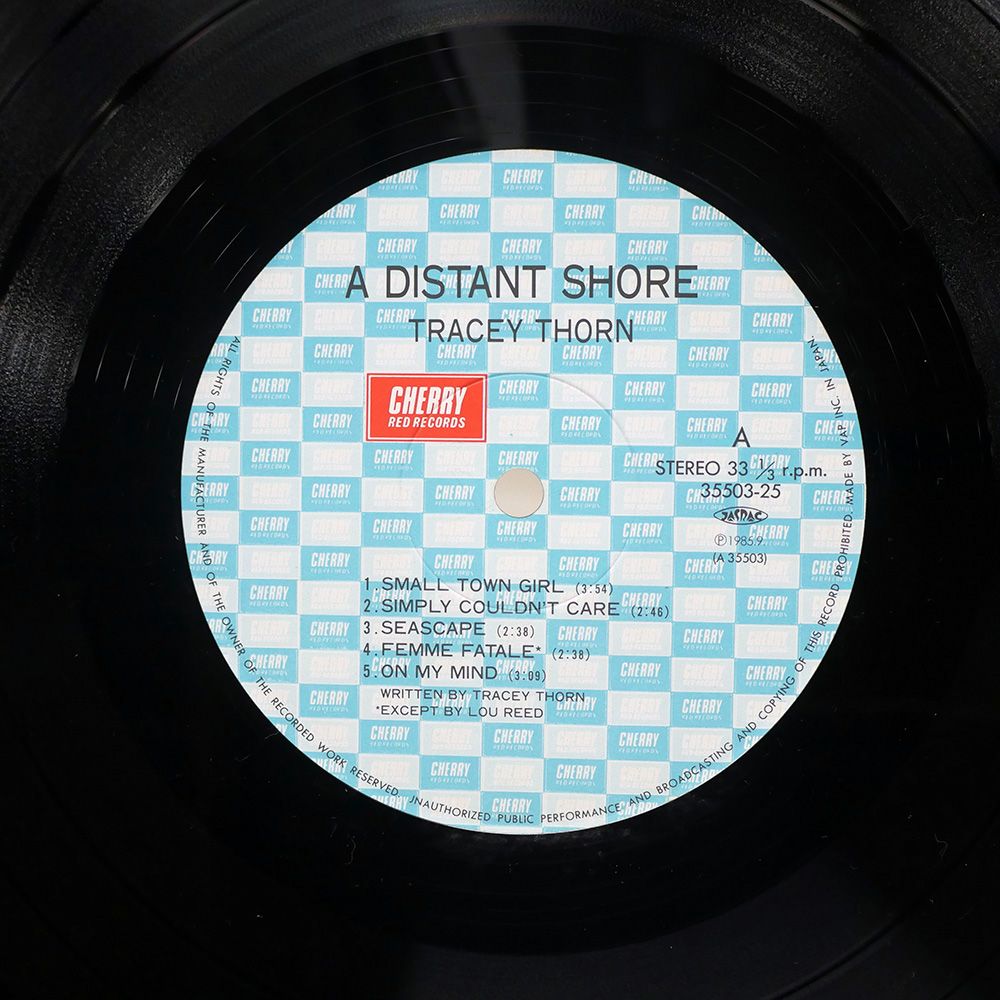 A DISTANT SHORE
TRACEY THORN
CHERRY
RED RECORDS
A
STEREO 33 1/3 r.p.m.
35503-25
JASRAC
Ⓟ1985.9.
(A 35503)
1. SMALL TOWN GIRL (3:54)
2. SIMPLY COULDN'T CARE (2:46)
3. SEASCAPE (2:38)
4. FEMME FATALE* (2:38)
5. ON MY MIND (3:09)
WRITTEN BY TRACEY THORN
*EXCEPT BY LOU REED
ALL RIGHTS OF THE MANUFACTURER AND OF THE OWNER OF THE RECORDED WORK RESERVED. UNAUTHORIZED PUBLIC PERFORMANCE AND BROADCASTING AND COPYING OF THIS RECORD PROHIBITED. MADE BY VAP INC. IN JAPAN.